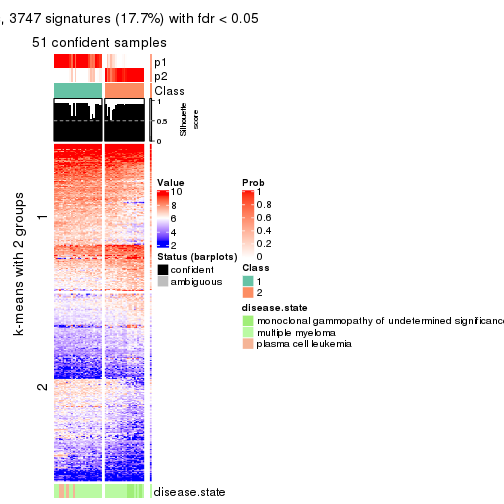 , 3747 signatures (17.7%) with fdr < 0.05
51 confident samples
p1
p2
Class
1
0.5
0
Silhouette
score
k-means with 2 groups
1
2
Value
10
8
6
4
2
Status (barplots)
confident
ambiguous
Prob
1
0.8
0.6
0.4
0.2
0
Class
1
2
disease.state
monoclonal gammopathy of undetermined significance
multiple myeloma
plasma cell leukemia
disease.state